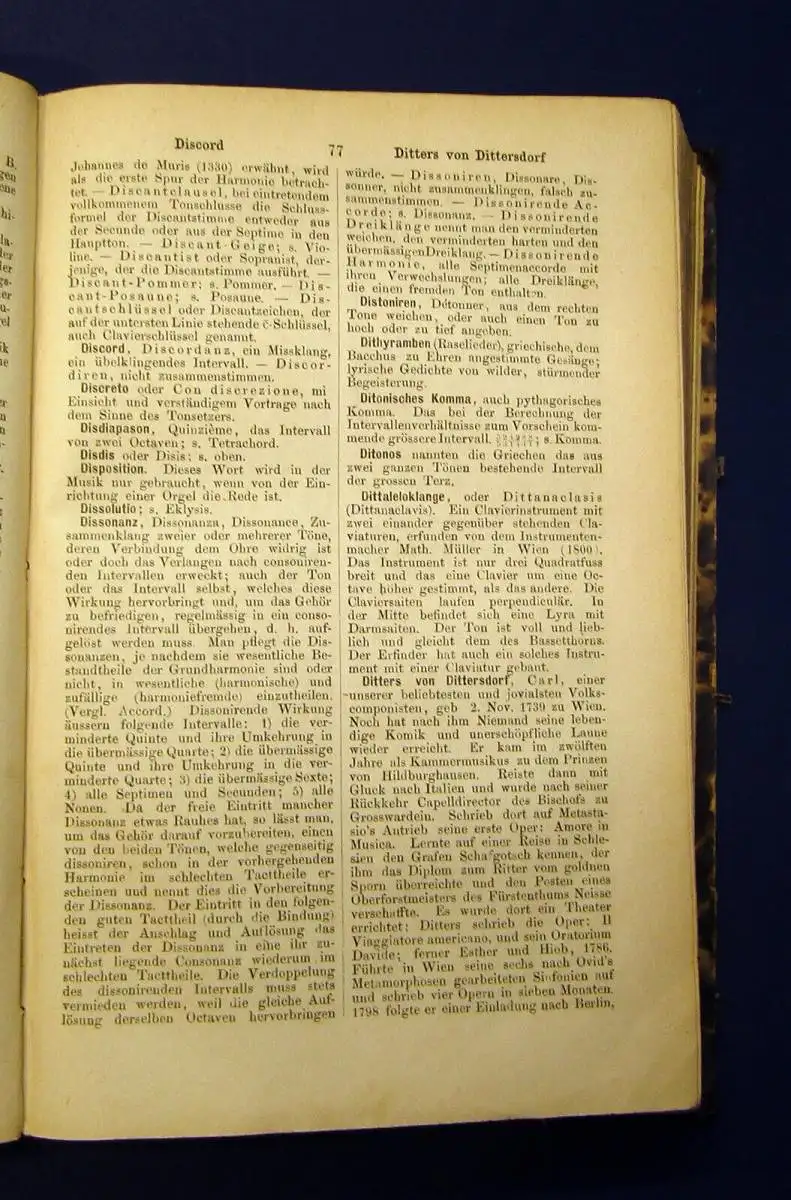 B.
gen
ene
hi-
la-
ler
ier
gs-
er
u-
el
ik
ie
er
n
n
Discord
77
Ditters von Dittersdorf
Johannes de Muris (1330) erwähnt, wird
als die erste Spur der Harmonie betrach-
tet. — Discantclausel, bei eintretendem
vollkommenem Tonschlusse die Schluss-
formel der Discantstimme entweder aus
der Secunde oder aus der Septime in den
Hauptton. — Discant-Geige; s. Vio-
line. — Discantist oder Sopranist, der-
jenige, der die Discantstimme ausführt. —
Discant-Pommer; s. Pommer. — Dis-
cant-Posaune; s. Posaune. — Dis-
cantschlüssel oder Discantzeichen, der
auf der untersten Linie stehende c̄-Schlüssel,
auch Clavierschlüssel genannt.
Discord, Discordanz, ein Missklang,
ein übelklingendes Intervall. — Discor-
diren, nicht zusammenstimmen.
Discreto oder Con discrezione, mi
Einsicht und verständigem Vortrage nach
dem Sinne des Tonsetzers.
Disdiapason, Quinzième, das Intervall
von zwei Octaven; s. Tetrachord.
Disdis oder Disis; s. oben.
Disposition. Dieses Wort wird in der
Musik nur gebraucht, wenn von der Ein-
richtung einer Orgel die Rede ist.
Dissolutio; s. Eklysis.
Dissonanz, Dissonanza, Dissonance, Zu-
samenklang zweier oder mehrerer Töne,
deren Verbindung dem Ohre widrig ist
oder doch das Verlangen nach consoniren-
den Intervallen erweckt; auch der Ton
oder das Intervall selbst, welches diese
Wirkung hervorbringt und, um das Gehör
zu befriedigen, regelmässig in ein conso-
nirendes Intervall übergehen, d. h. auf-
gelöst werden muss. Man pflegt die Dis-
sonanzen, je nachdem sie wesentliche Be-
standtheile der Grundharmonie sind oder
nicht, in wesentliche (harmonische) und
zufällige (harmoniefremde) einzutheilen.
(Vergl. Accord.) Dissonirende Wirkung
äussern folgende Intervalle: 1) die ver-
minderte Quinte und ihre Umkehrung in
die übermässige Quarte; 2) die übermässige
Quinte und ihre Umkehrung in die ver-
minderte Quarte; 3) die übermässige Sexte;
4) alle Septimen und Secunden; 5) alle
Nonen. Da der freie Eintritt mancher
Dissonanz etwas Rauhes hat, so lässt man,
um das Gehör darauf vorzubereiten, einen
von den beiden Tönen, welche gegenseitig
dissoniren, schon in der vorhergehenden
Harmonie im schlechten Tacttheile er-
scheinen und nennt dies die Vorbereitung
der Dissonanz. Der Eintritt in den folgen-
den guten Tacttheil (durch die Bindung)
heisst der Anschlag und Auflösung das
Eintreten der Dissonanz in eine ihr zu-
nächst liegende Consonanz wiederum im
schlechten Tacttheile. Die Verdoppelung
des dissonirenden Intervalls muss stets
vermieden werden, weil die gleiche Auf-
lösung derselben Octaven hervorbringen
würde. — Dissoniren, Dissonare, Dis-
sonner, nicht zusammenklingen, falsch zu-
sammenstimmen. — Dissonirende Ac-
corde; s. Dissonanz. — Dissonirende
Dreiklänge nennt man den verminderten
weichen, den verminderten harten und den
übermässigen Dreiklang. — Dissonirende
Harmonie, alle Septimenaccorde mit
ihren Verwechslungen; alle Dreiklänge,
die einen fremden Ton enthalten.
Distoniren, Détonner, aus dem rechten
Tone weichen, oder auch einen Ton zu
hoch oder zu tief angeben.
Dithyramben (Raselieder), griechische, dem
Bacchus zu Ehren angestimmte Gesänge;
lyrische Gedichte von wilder, stürmender
Begeisterung.
Ditonisches Komma, auch pythagorisches
Komma. Das bei der Berechnung der
Intervallenverhältnisse zum Vorschein kom-
mende grössere Intervall. s. Komma.
Ditonos nannten die Griechen das aus
zwei ganzen Tönen bestehende Intervall
der grossen Terz.
Dittaleloklange, oder Dittanaclasis
(Dittanaclavis). Ein Clavierinstrument mit
zwei einander gegenüber stehenden Cla-
viaturen, erfunden von dem Instrumenten-
macher Math. Müller in Wien (1800).
Das Instrument ist nur drei Quadratfuss
breit und das eine Clavier um eine Oc-
tave höher gestimmt, als das andere. Die
Claviersaiten laufen perpendiculär. In
der Mitte befindet sich eine Lyra mit
Darmsaiten. Der Ton ist voll und lieb-
lich und gleicht dem des Bassetthorns.
Der Erfinder hat auch ein solches Instru-
ment mit einer Claviatur gebaut.
Ditters von Dittersdorf, Carl, einer
unserer beliebtesten und jovialsten Volks-
componisten, geb 2. Nov. 1739 zu Wien.
Noch hat nach ihm Niemand seine leben-
dige Komik und unerschöpfliche Laune
wieder erreicht. Er kam im zwölften
Jahre als Kammermusikus zu dem Prinzen
von Hildburghausen. Reiste dann mit
Gluck nach Italien und wurde nach seiner
Rückkehr Capelldirector des Bischofs zu
Grosswardein. Schrieb dort auf Metasta-
sio's Antrieb seine erste Oper: Amore in
Musica. Lernte auf einer Reise in Schle-
sien den Grafen Schafgotsch kennen, der
ihm das Diplom zum Ritter vom goldnen
Sporn überreichte und den Posten eines
Oberforstmeisters des Fürstenthums Neisse
verschaffte. Es wurde dort ein Theater
errichtet; Ditters schrieb die Oper: Il
Viaggiatore americano, und sein Oratorium
Davide; ferner Esther und Hiob, 1786.
Führte in Wien seine sechs nach Ovid's
Metamorphosen gearbeiteten Sinfonien auf
und schrieb vier Opern in sieben Monaten.
1798 folgte er einer Einladung nach Berlin,